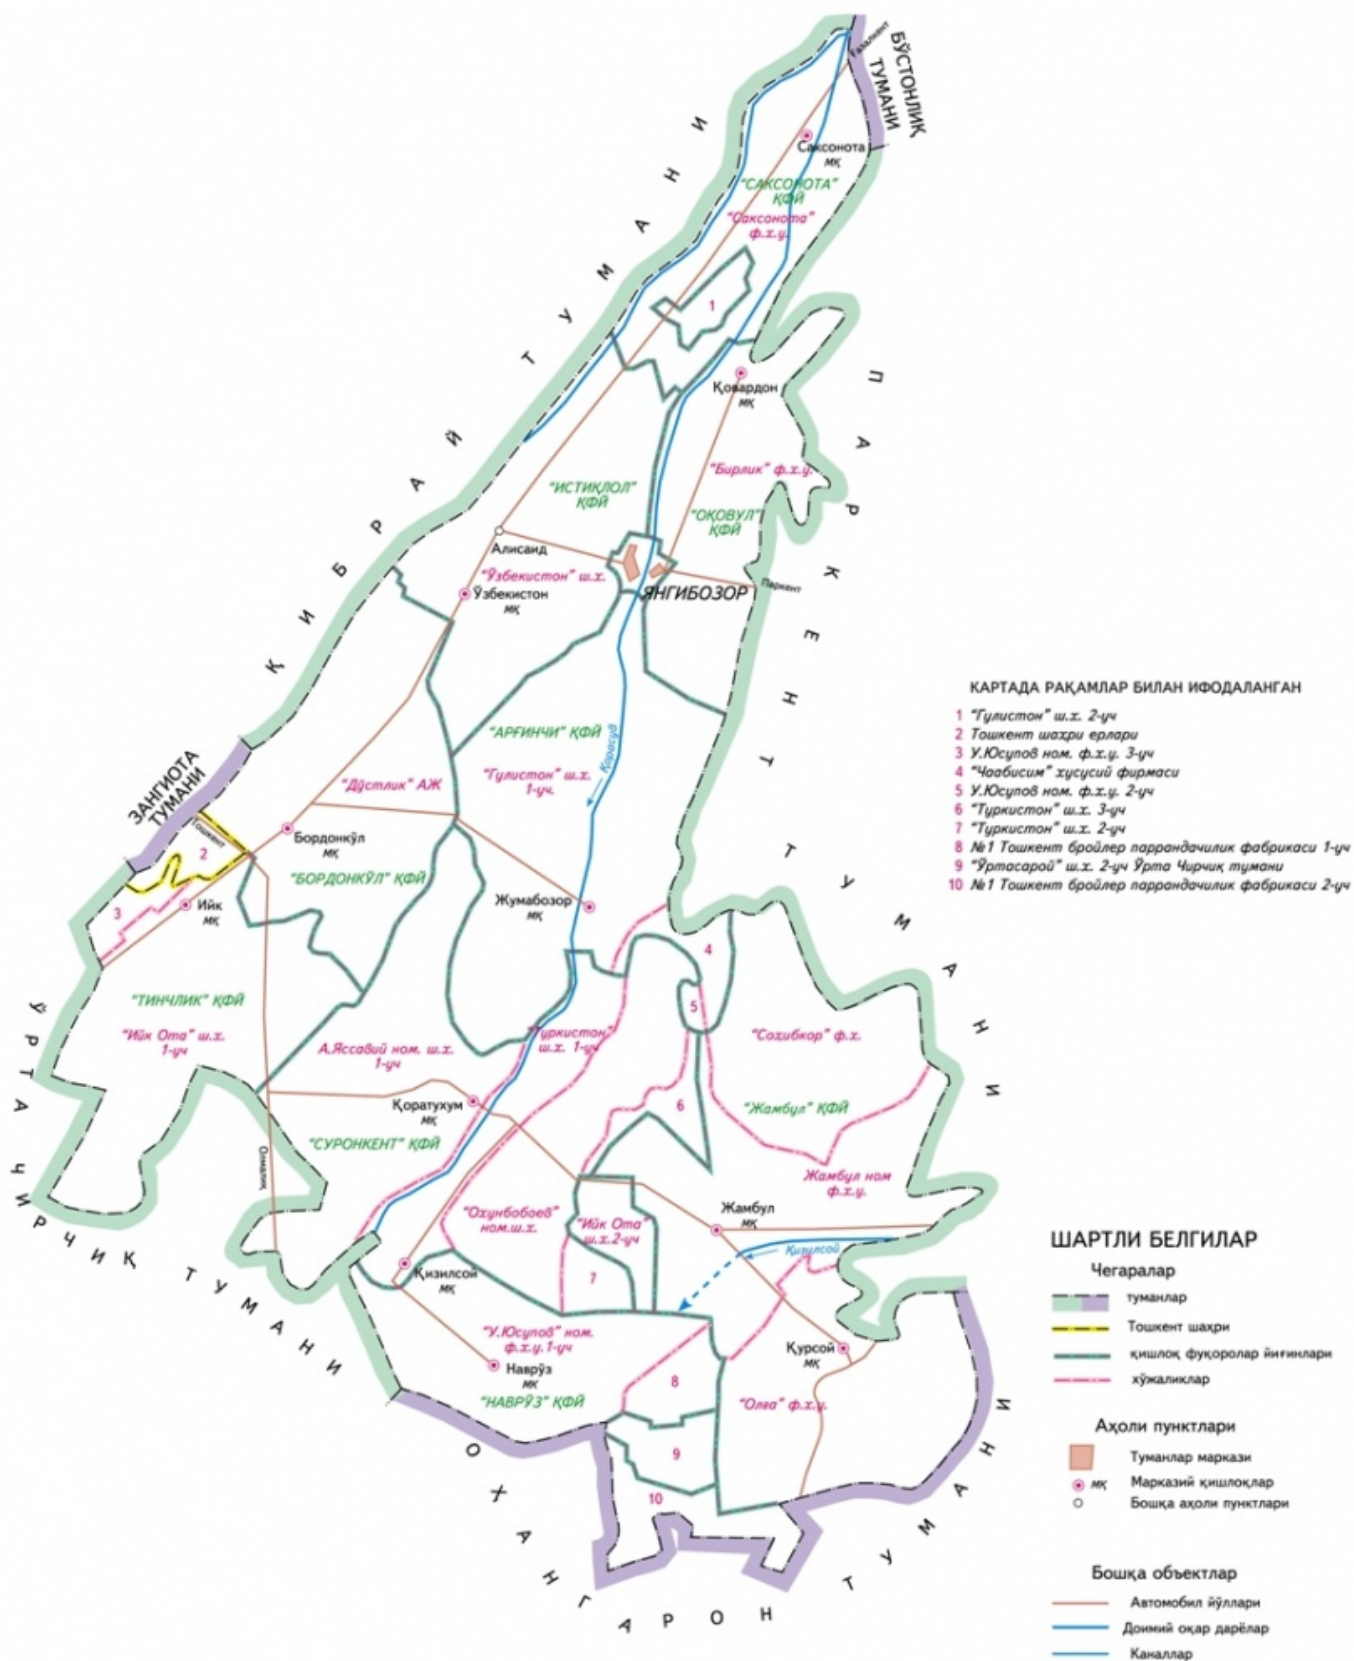 Газалкент
БЎСТОНЛИҚ
ТУМАНИ
Саксонота
МҚ
"САКСОНОТА"
ҚФЙ
"Саксонота"
ф.х.у.
1
ҚИБРАЙ ТУМАНИ
ПАРКЕНТ ТУМАНИ
Қовардон
МҚ
"Бирлик" ф.х.у.
"ИСТИҚЛОЛ"
ҚФЙ
"ОҚОВУЛ"
ҚФЙ
Алисаид
"Ўзбекистон" ш.х.
Ўзбекистон
МҚ
ЯНГИБОЗОР
Паркент
"АРҒИНЧИ" ҚФЙ
Қорасув
"Гулистон" ш.х.
1-уч.
"Дўстлик" АЖ
ЗАНГИОТА
ТУМАНИ
Тошкент
2
Бордонкўл
МҚ
"БОРДОНКЎЛ" ҚФЙ
3
Ийк
МҚ
Жумабозор
МҚ
4
5
"ТИНЧЛИК" ҚФЙ
"Ийк Ота" ш.х.
1-уч
А.Яссавий ном. ш.х.
1-уч
"Туркистон"
ш.х. 1-уч
"Сохибкор" ф.х.
ЎРТА ЧИРЧИҚ ТУМАНИ
Қоратухум
МҚ
6
"Жамбул" ҚФЙ
"СУРОНКЕНТ" ҚФЙ
Олмалиқ
Жамбул ном
ф.х.у.
"Охунбобоев"
ном.ш.х.
"Ийк Ота"
ш.х.2-уч
Жамбул
МҚ
Қизилсой
7
Қизилсой
МҚ
"У.Юсупов" ном.
ф.х.у.1-уч
Наврўз
МҚ
"НАВРЎЗ" ҚФЙ
Қурсой
МҚ
8
"Олға" ф.х.у.
9
10
ОҲАНГАРОН ТУМАНИ
КАРТАДА РАҚАМЛАР БИЛАН ИФОДАЛАНГАН
1 "Гулистон" ш.х. 2-уч
2 Тошкент шаҳри ерлари
3 У.Юсупов ном. ф.х.у. 3-уч
4 "Чаабисим" хусусий фирмаси
5 У.Юсупов ном. ф.х.у. 2-уч
6 "Туркистон" ш.х. 3-уч
7 "Туркистон" ш.х. 2-уч
8 №1 Тошкент бройлер паррандачилик фабрикаси 1-уч
9 "Ўртасарой" ш.х. 2-уч Ўрта Чирчиқ тумани
10 №1 Тошкент бройлер паррандачилик фабрикаси 2-уч
ШАРТЛИ БЕЛГИЛАР
Чегаралар
туманлар
Тошкент шаҳри
қишлоқ фуқоролар йиғинлари
хўжаликлар
Аҳоли пунктлари
Туманлар маркази
МҚ Марказий қишлоқлар
Бошқа аҳоли пунктлари
Бошқа объектлар
Автомобил йўллари
Доимий оқар дарёлар
Каналлар